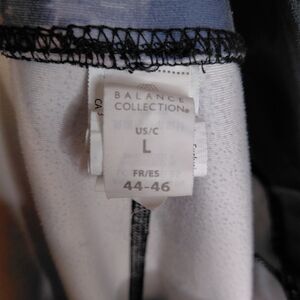 BALANCE
COLLECTION®
US/C
L
FR/ES
44-46